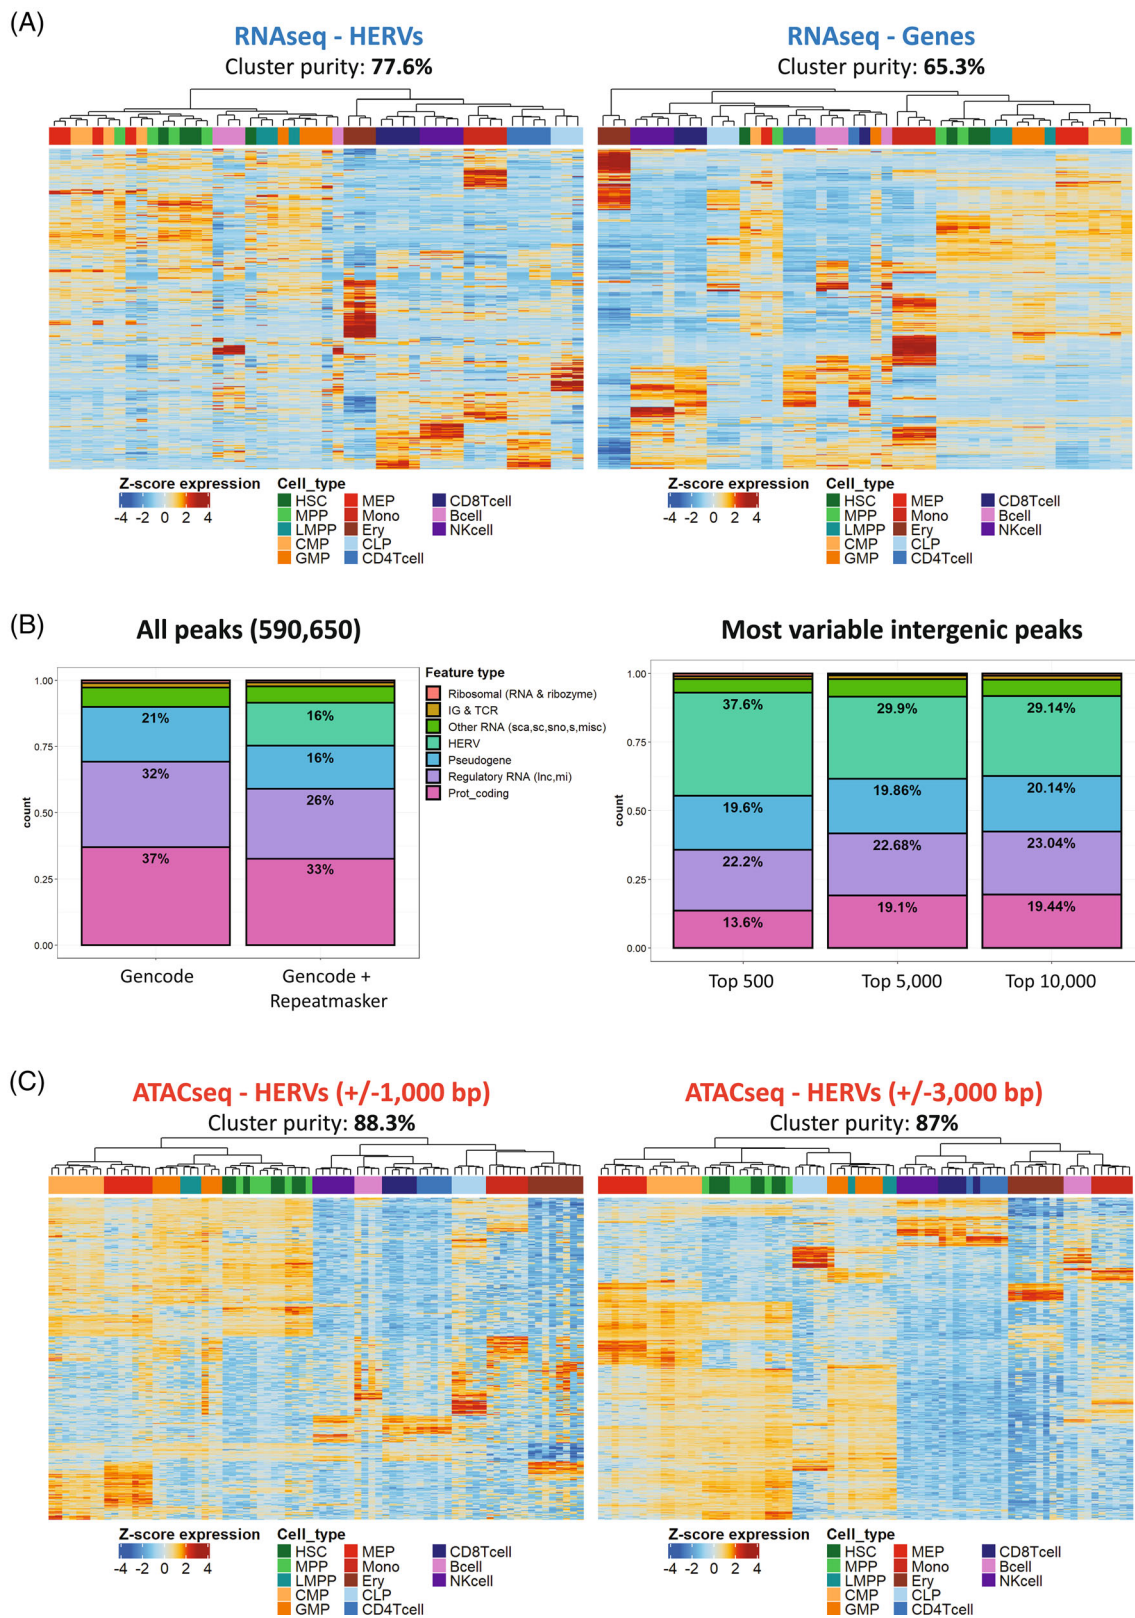 (A)
RNAseq - HERVs
Cluster purity: 77.6%
RNAseq - Genes
Cluster purity: 65.3%
Z-score expression
-4 -2 0 2 4
Cell_type
HSC
MPP
LMPP
CMP
GMP
MEP
Mono
Ery
CLP
CD4Tcell
CD8Tcell
Bcell
NKcell
Z-score expression
-4 -2 0 2 4
Cell_type
HSC
MPP
LMPP
CMP
GMP
MEP
Mono
Ery
CLP
CD4Tcell
CD8Tcell
Bcell
NKcell
(B)
All peaks (590,650)
count
1.00
0.75
0.50
0.25
0.00
21%
32%
37%
16%
16%
26%
33%
Gencode
Gencode +
Repeatmasker
Feature type
Ribosomal (RNA & ribozyme)
IG & TCR
Other RNA (sca,sc,sno,s,misc)
HERV
Pseudogene
Regulatory RNA (lnc,mi)
Prot_coding
Most variable intergenic peaks
count
1.00
0.75
0.50
0.25
0.00
37.6%
19.6%
22.2%
13.6%
29.9%
19.86%
22.68%
19.1%
29.14%
20.14%
23.04%
19.44%
Top 500
Top 5,000
Top 10,000
(C)
ATACseq - HERVs (+/-1,000 bp)
Cluster purity: 88.3%
ATACseq - HERVs (+/-3,000 bp)
Cluster purity: 87%
Z-score expression
-4 -2 0 2 4
Cell_type
HSC
MPP
LMPP
CMP
GMP
MEP
Mono
Ery
CLP
CD4Tcell
CD8Tcell
Bcell
NKcell
Z-score expression
-4 -2 0 2 4
Cell_type
HSC
MPP
LMPP
CMP
GMP
MEP
Mono
Ery
CLP
CD4Tcell
CD8Tcell
Bcell
NKcell